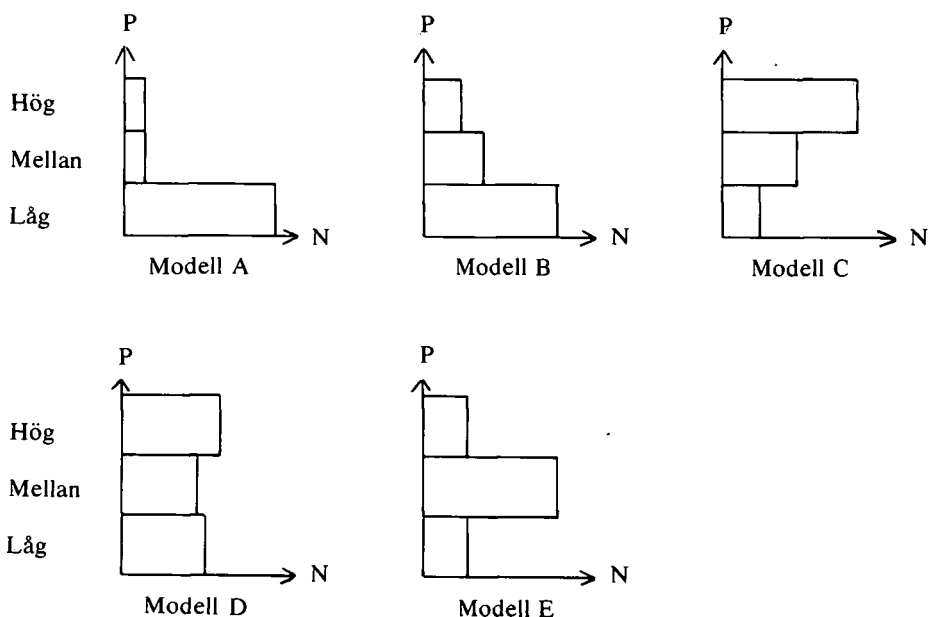 P P P
Hög
Mellan
Låg
N N N
Modell A Modell B Modell C
P P
Hög
Mellan
Låg
N N
Modell D Modell E